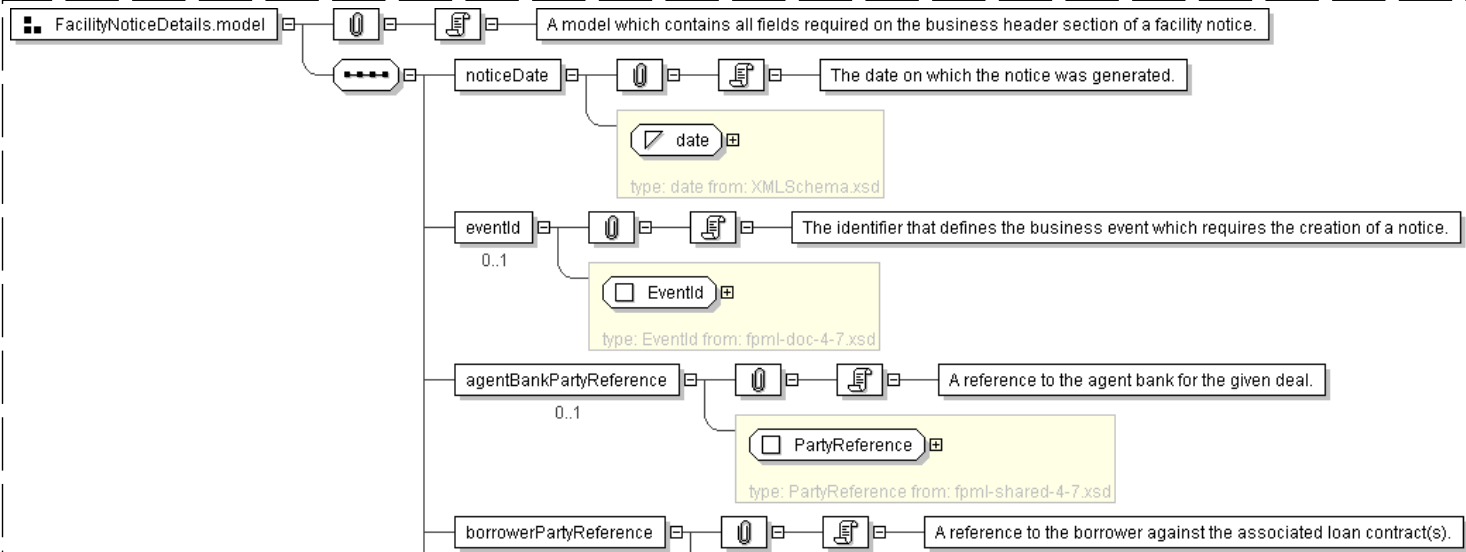 FacilityNoticeDetails.model
A model which contains all fields required on the business header section of a facility notice.
noticeDate
The date on which the notice was generated.
date
type: date from: XMLSchema.xsd
eventId
The identifier that defines the business event which requires the creation of a notice.
0..1
EventId
type: EventId from: fpml-doc-4-7.xsd
agentBankPartyReference
A reference to the agent bank for the given deal.
0..1
PartyReference
type: PartyReference from: fpml-shared-4-7.xsd
borrowerPartyReference
A reference to the borrower against the associated loan contract(s).